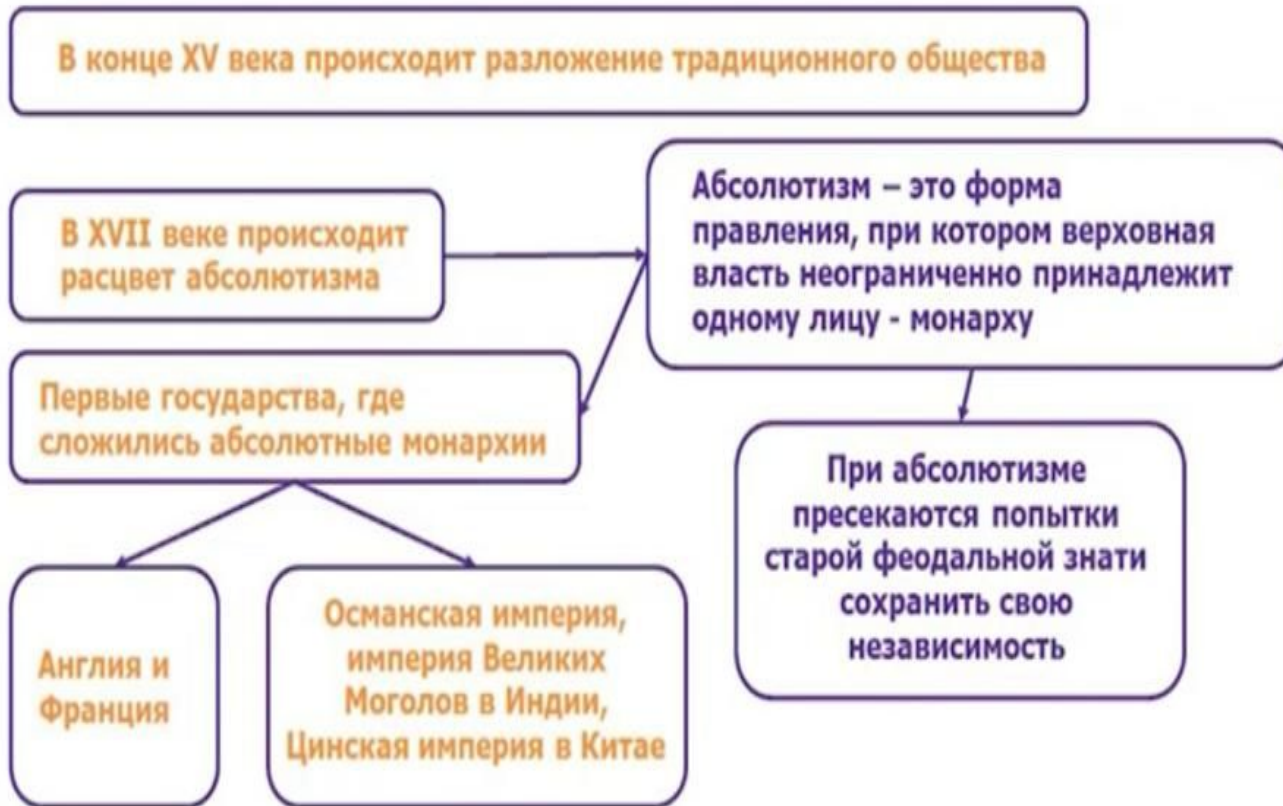 В конце XV века происходит разложение традиционного общества
В XVII веке происходит
расцвет абсолютизма
Абсолютизм – это форма
правления, при котором верховная
власть неограниченно принадлежит
одному лицу - монарху
Первые государства, где
сложились абсолютные монархии
При абсолютизме
пресекаются попытки
старой феодальной знати
сохранить свою
независимость
Англия и
Франция
Османская империя,
империя Великих
Моголов в Индии,
Цинская империя в Китае